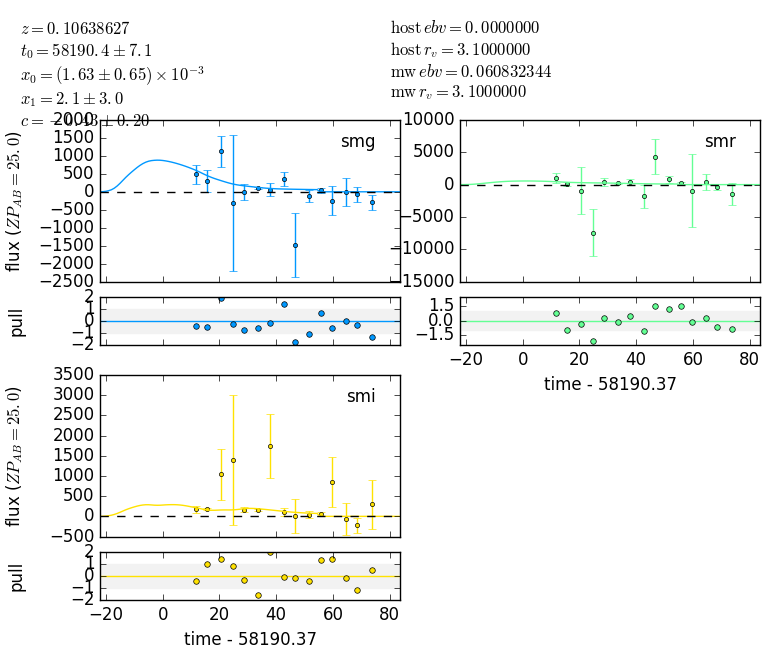 z = 0.10638627
t₀ = 58190.4 ± 7.1
x₀ = (1.63 ± 0.65) × 10⁻³
x₁ = 2.1 ± 3.0
c = −0.43 ± 0.20
host ebv = 0.0000000
host r_v = 3.1000000
mw ebv = 0.060832344
mw r_v = 3.1000000
smg
flux (ZP_AB = 25.0)
2000
1500
1000
500
0
−500
−1000
−1500
−2000
−2500
smr
10000
5000
0
−5000
−10000
−15000
pull
2
1
0
−1
−2
1.5
0.0
−1.5
−20 0 20 40 60 80
time - 58190.37
smi
flux (ZP_AB = 25.0)
3500
3000
2500
2000
1500
1000
500
0
−500
pull
2
1
0
−1
−2
−20 0 20 40 60 80
time - 58190.37